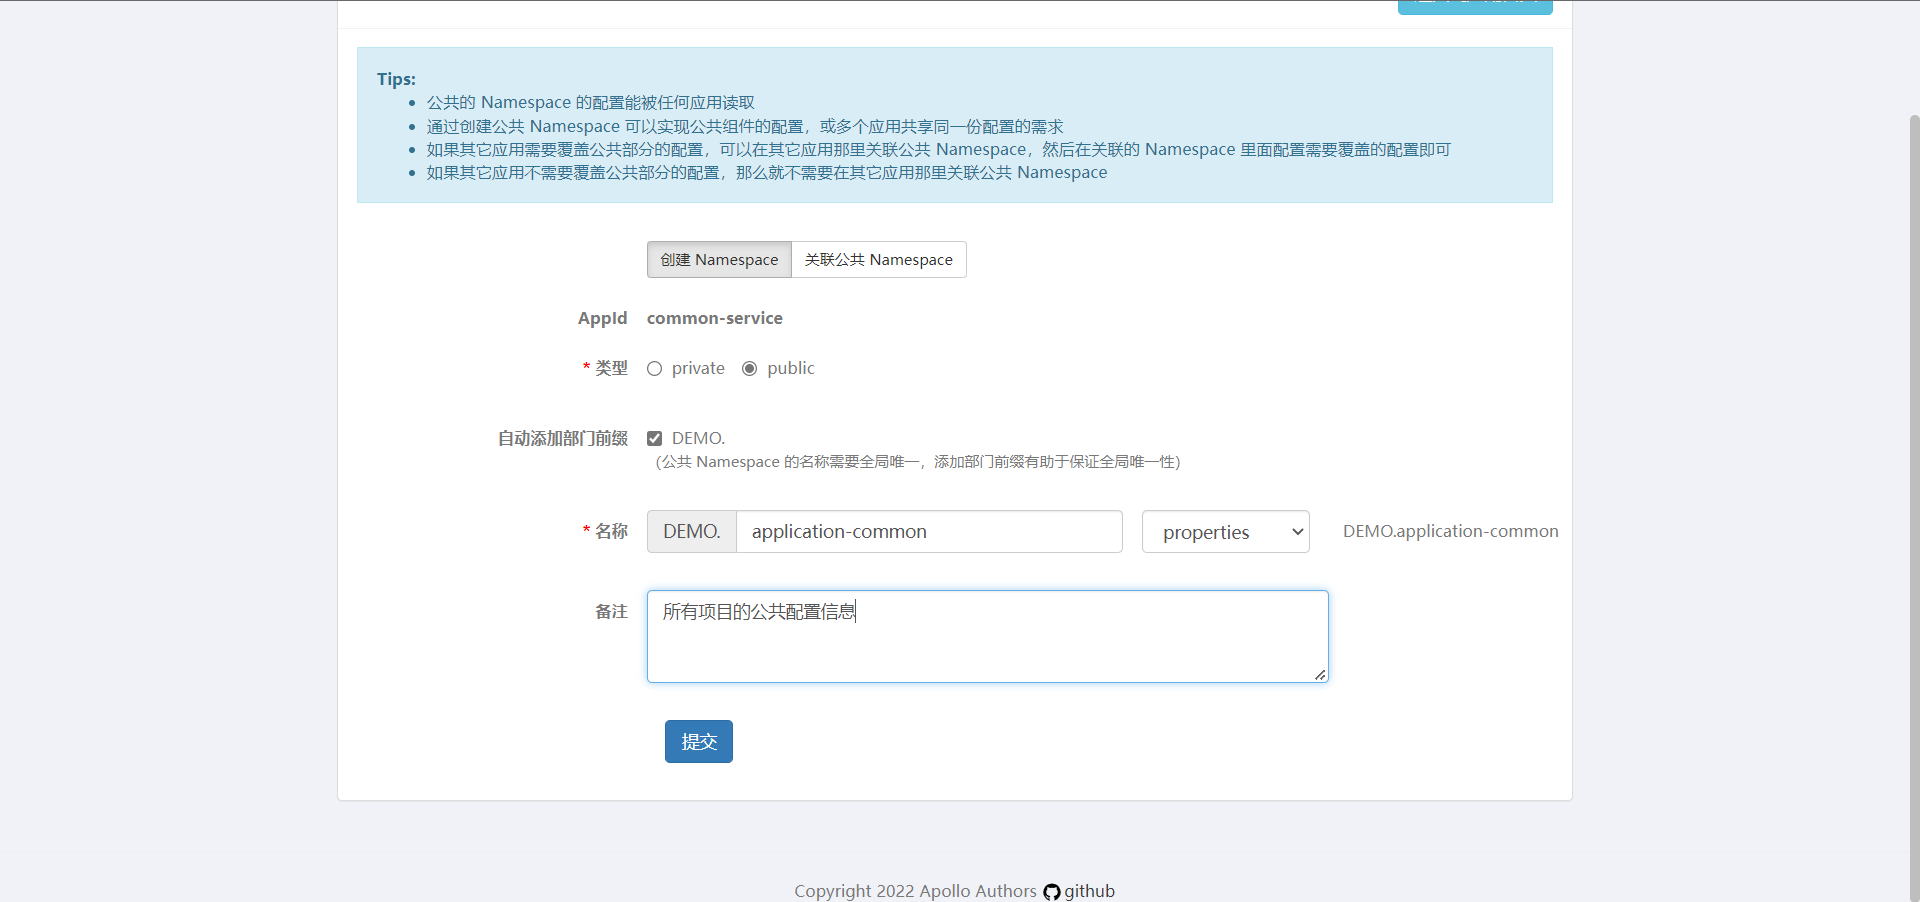 Tips:
公共的 Namespace 的配置能被任何应用读取
通过创建公共 Namespace 可以实现公共组件的配置，或多个应用共享同一份配置的需求
如果其它应用需要覆盖公共部分的配置，可以在其它应用那里关联公共 Namespace，然后在关联的 Namespace 里面配置需要覆盖的配置即可
如果其它应用不需要覆盖公共部分的配置，那么就不需要在其它应用那里关联公共 Namespace
创建 Namespace 关联公共 Namespace
AppId common-service
* 类型 private public
自动添加部门前缀 DEMO.
(公共 Namespace 的名称需要全局唯一，添加部门前缀有助于保证全局唯一性)
* 名称 DEMO. application-common properties DEMO.application-common
备注 所有项目的公共配置信息
提交
Copyright 2022 Apollo Authors github